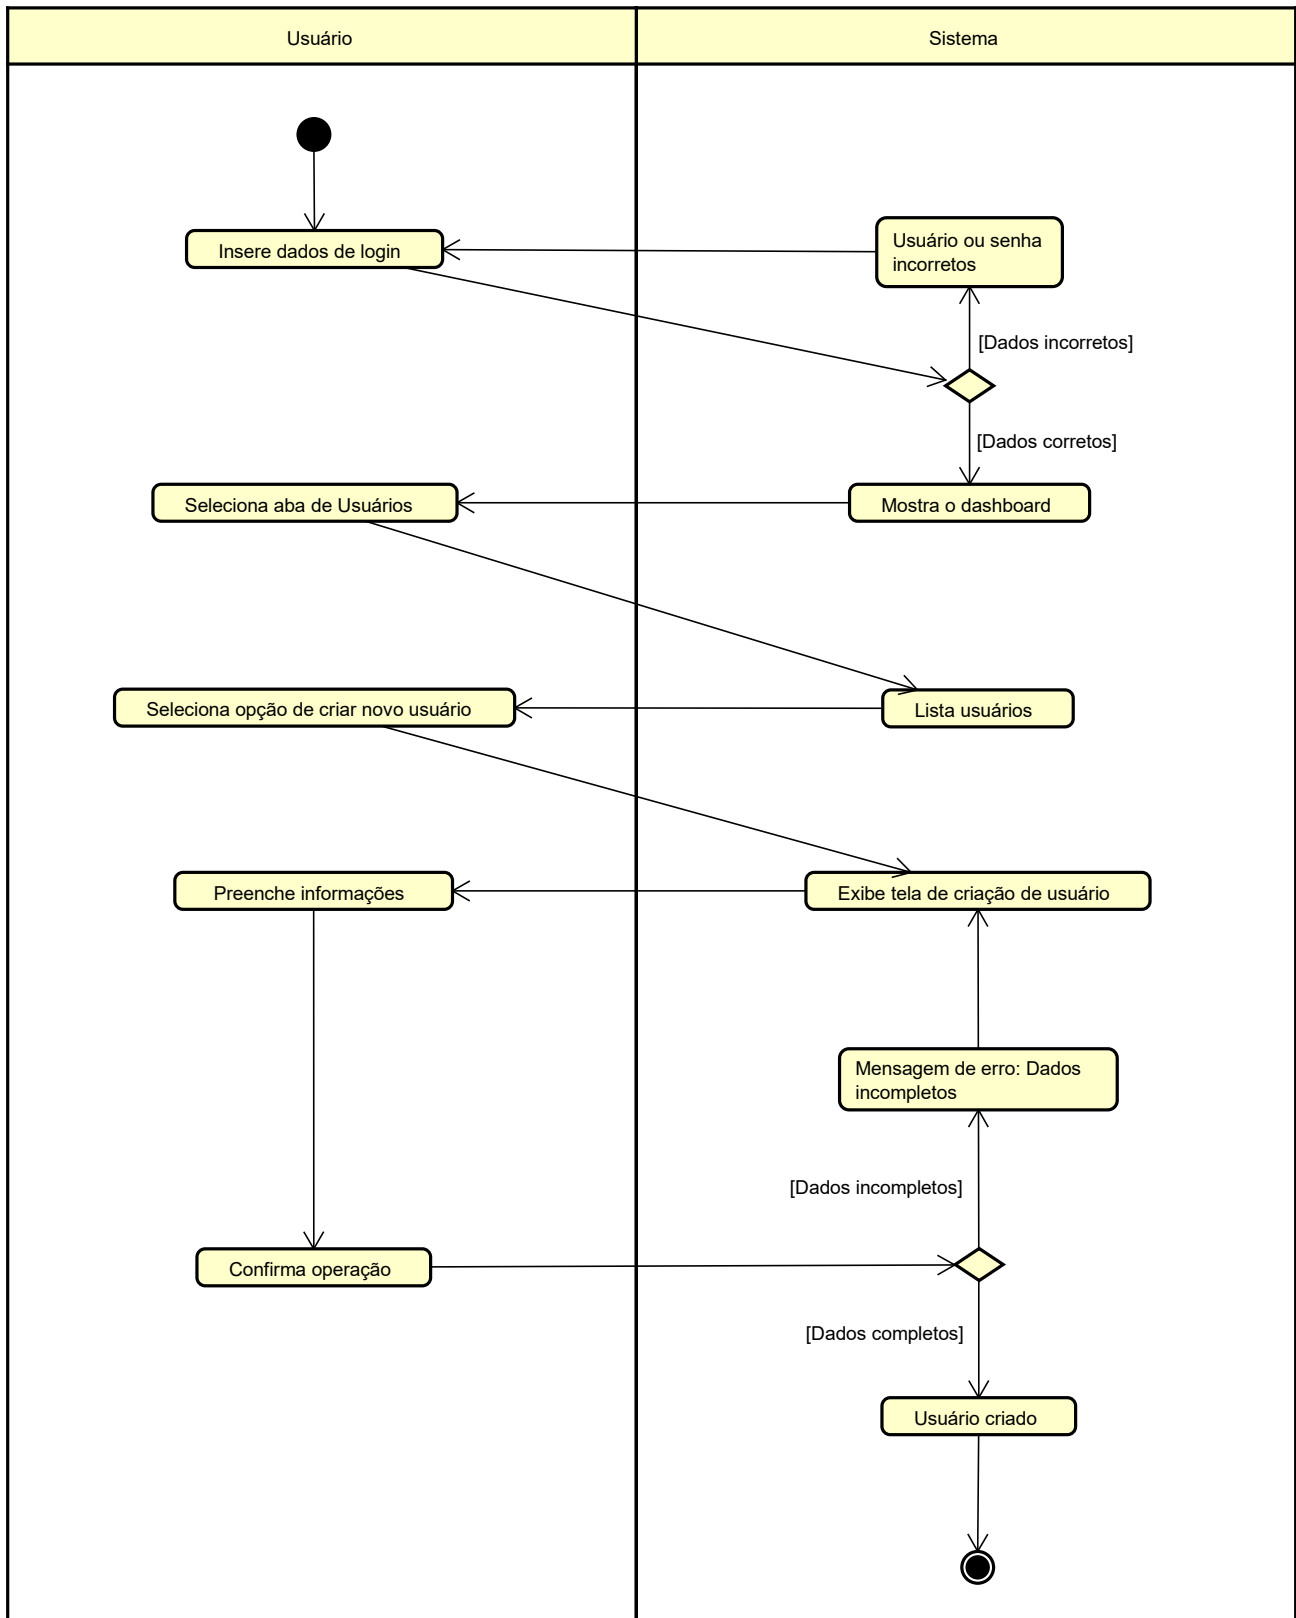 Usuário
Sistema
Insere dados de login
Usuário ou senha
incorretos
[Dados incorretos]
[Dados corretos]
Seleciona aba de Usuários
Mostra o dashboard
Seleciona opção de criar novo usuário
Lista usuários
Preenche informações
Exibe tela de criação de usuário
Mensagem de erro: Dados
incompletos
[Dados incompletos]
Confirma operação
[Dados completos]
Usuário criado